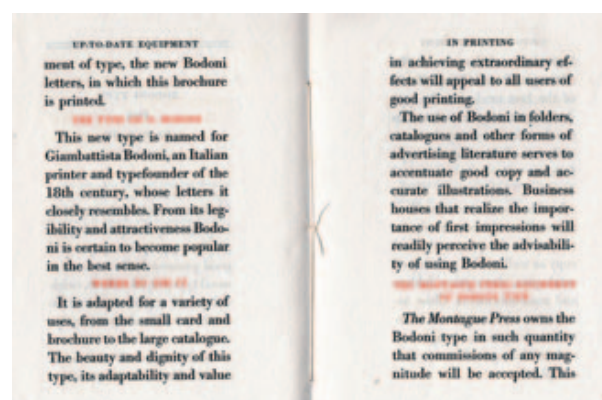 UP-TO-DATE EQUIPMENT
ment of type, the new Bodoni
letters, in which this brochure
is printed.
This new type is named for
Giambattista Bodoni, an Italian
printer and typefounder of the
18th century, whose letters it
closely resembles. From its leg-
ibility and attractiveness Bodo-
ni is certain to become popular
in the best sense.
It is adapted for a variety of
uses, from the small card and
brochure to the large catalogue.
The beauty and dignity of this
type, its adaptability and value
IN PRINTING
in achieving extraordinary ef-
fects will appeal to all users of
good printing.
The use of Bodoni in folders,
catalogues and other forms of
advertising literature serves to
accentuate good copy and ac-
curate illustrations. Business
houses that realize the impor-
tance of first impressions will
readily perceive the advisabili-
ty of using Bodoni.
THE MONTAGUE PRESS EQUIPMENT
The Montague Press owns the
Bodoni type in such quantity
that commissions of any mag-
nitude will be accepted. This